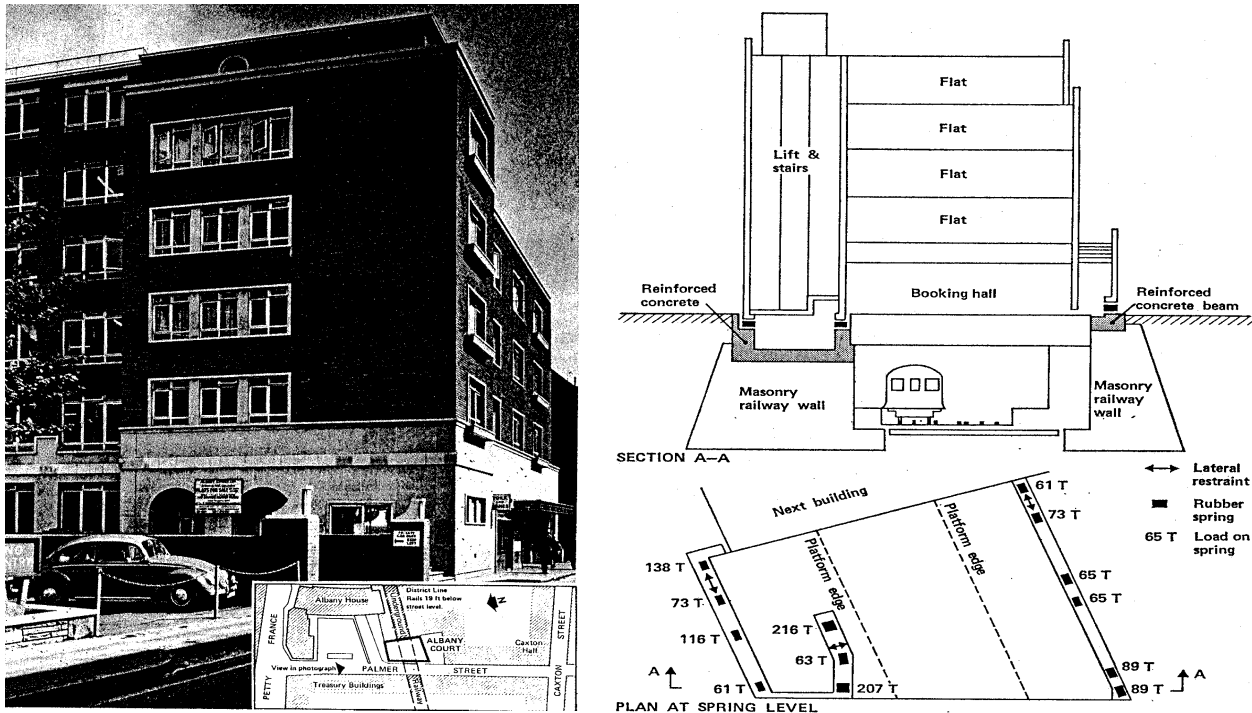 Flat
Flat
Lift &
stairs
Flat
Flat
Reinforced
concrete
Booking hall
Reinforced
concrete beam
Masonry
railway wall
Masonry
railway
wall
SECTION A–A
Lateral
restraint
Rubber
spring
65 T Load on
spring
Next building
Platform edge
Platform edge
61 T
73 T
65 T
65 T
89 T
89 T
138 T
73 T
116 T
61 T
216 T
63 T
207 T
A
A
PLAN AT SPRING LEVEL
District Line
Rails 19 ft below
street level.
Underground
Railway
N
Albany House
ALBANY
COURT
Caxton
Hall
PETTY FRANCE
CAXTON STREET
View in photograph
PALMER STREET
Treasury Buildings